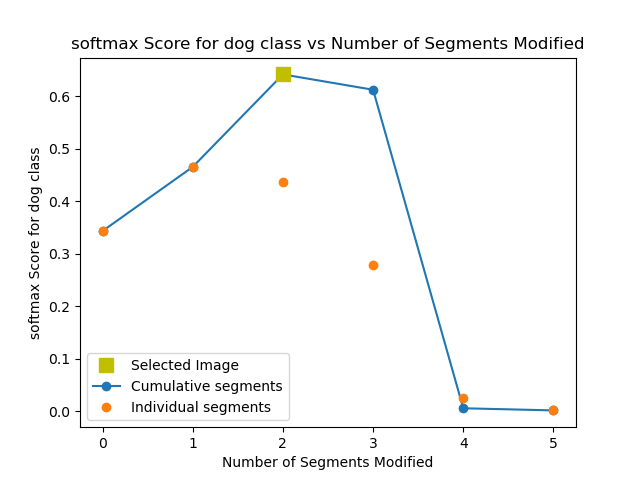 softmax Score for dog class vs Number of Segments Modified
softmax Score for dog class
0.6
0.5
0.4
0.3
0.2
0.1
0.0
Selected Image
Cumulative segments
Individual segments
0 1 2 3 4 5
Number of Segments Modified